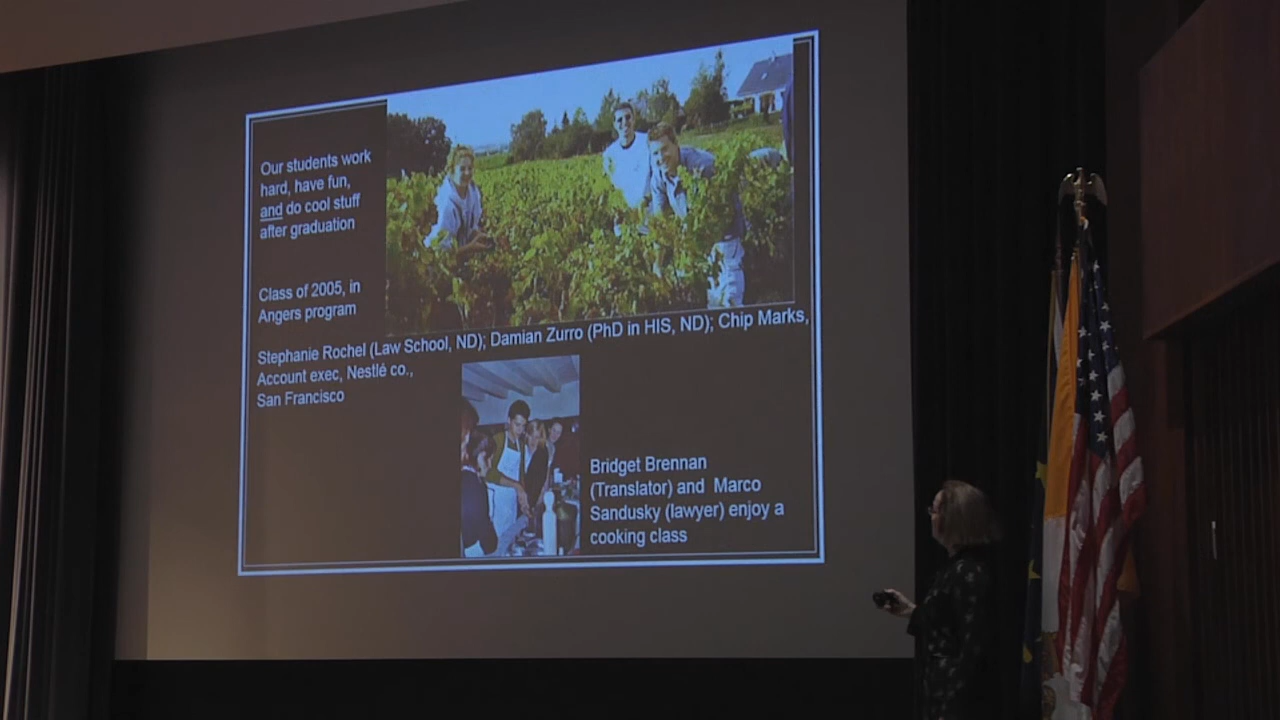 Our students work
hard, have fun,
and do cool stuff
after graduation
Class of 2005, in
Angers program
Stephanie Rochel (Law School, ND); Damian Zurro (PhD in HIS, ND); Chip Marks,
Account exec, Nestlé co.,
San Francisco
Bridget Brennan
(Translator) and Marco
Sandusky (lawyer) enjoy a
cooking class